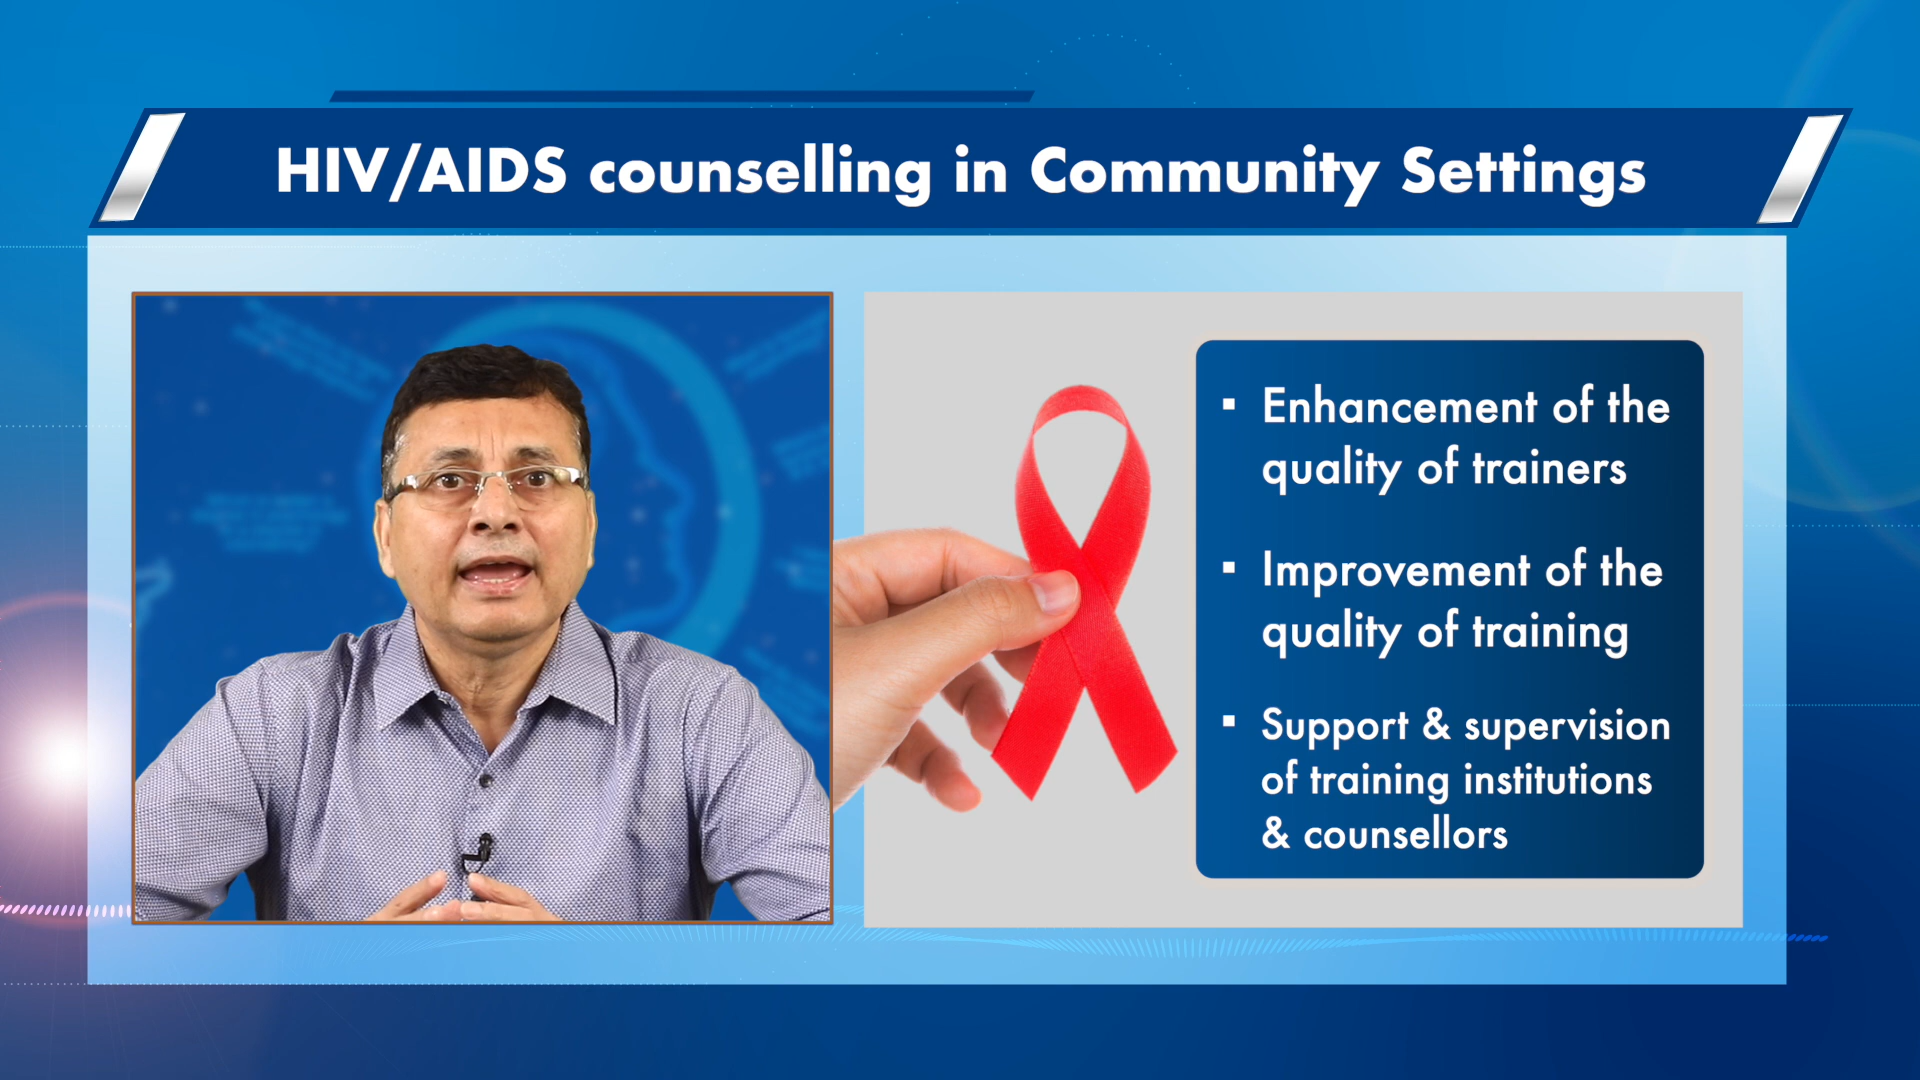 HIV/AIDS counselling in Community Settings
▪ Enhancement of the
quality of trainers
▪ Improvement of the
quality of training
▪ Support & supervision
of training institutions
& counsellors